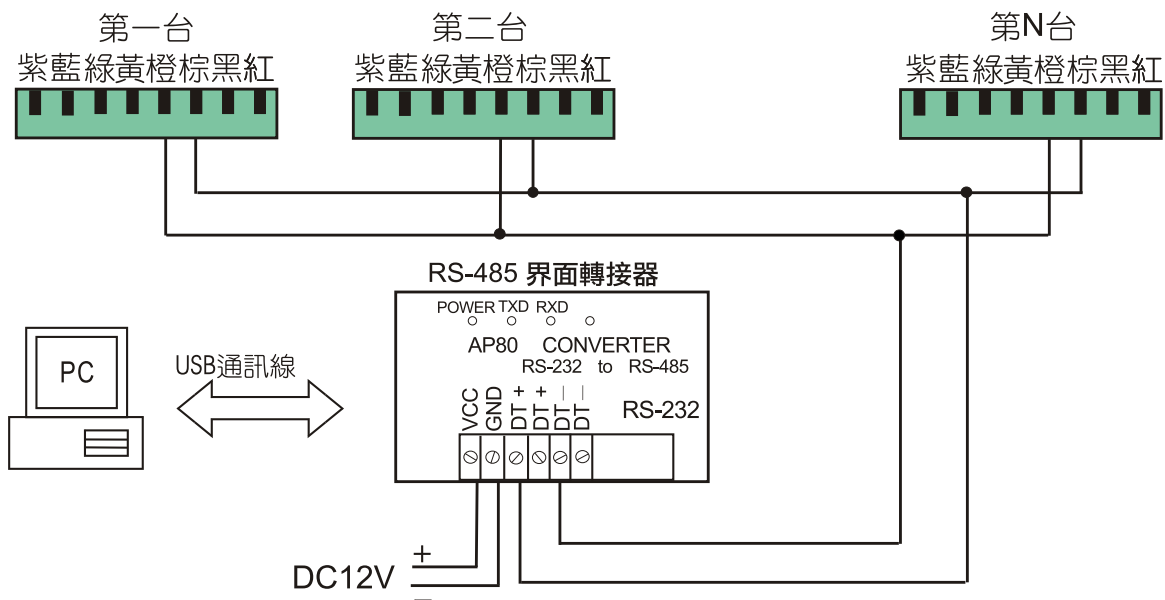 第一台
第二台
第N台
紫藍綠黃橙棕黑紅
紫藍綠黃橙棕黑紅
紫藍綠黃橙棕黑紅
RS-485 界面轉接器
POWER TXD RXD
AP80 CONVERTER
RS-232 to RS-485
PC
USB通訊線
VCC
GND
DT +
DT +
DT —
DT —
RS-232
+
DC12V
–